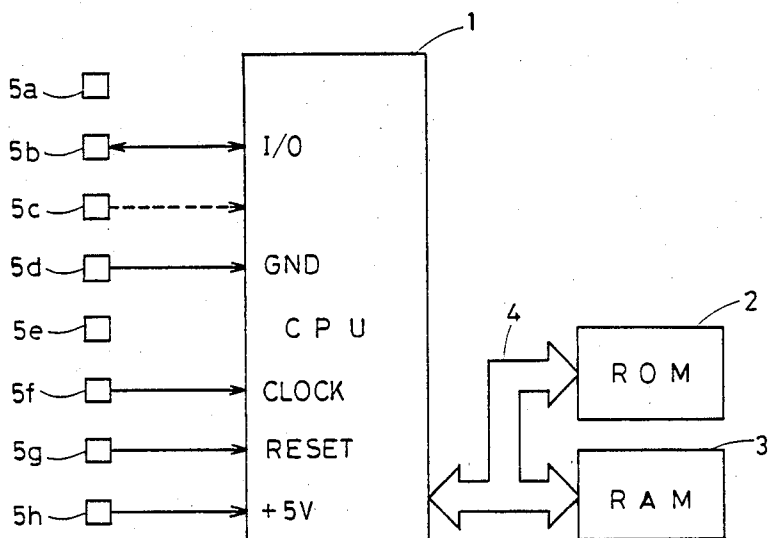 1
5a
5b I/O
5c
5d GND
5e CPU
4 2
ROM
5f CLOCK
5g RESET
3
5h +5V
RAM